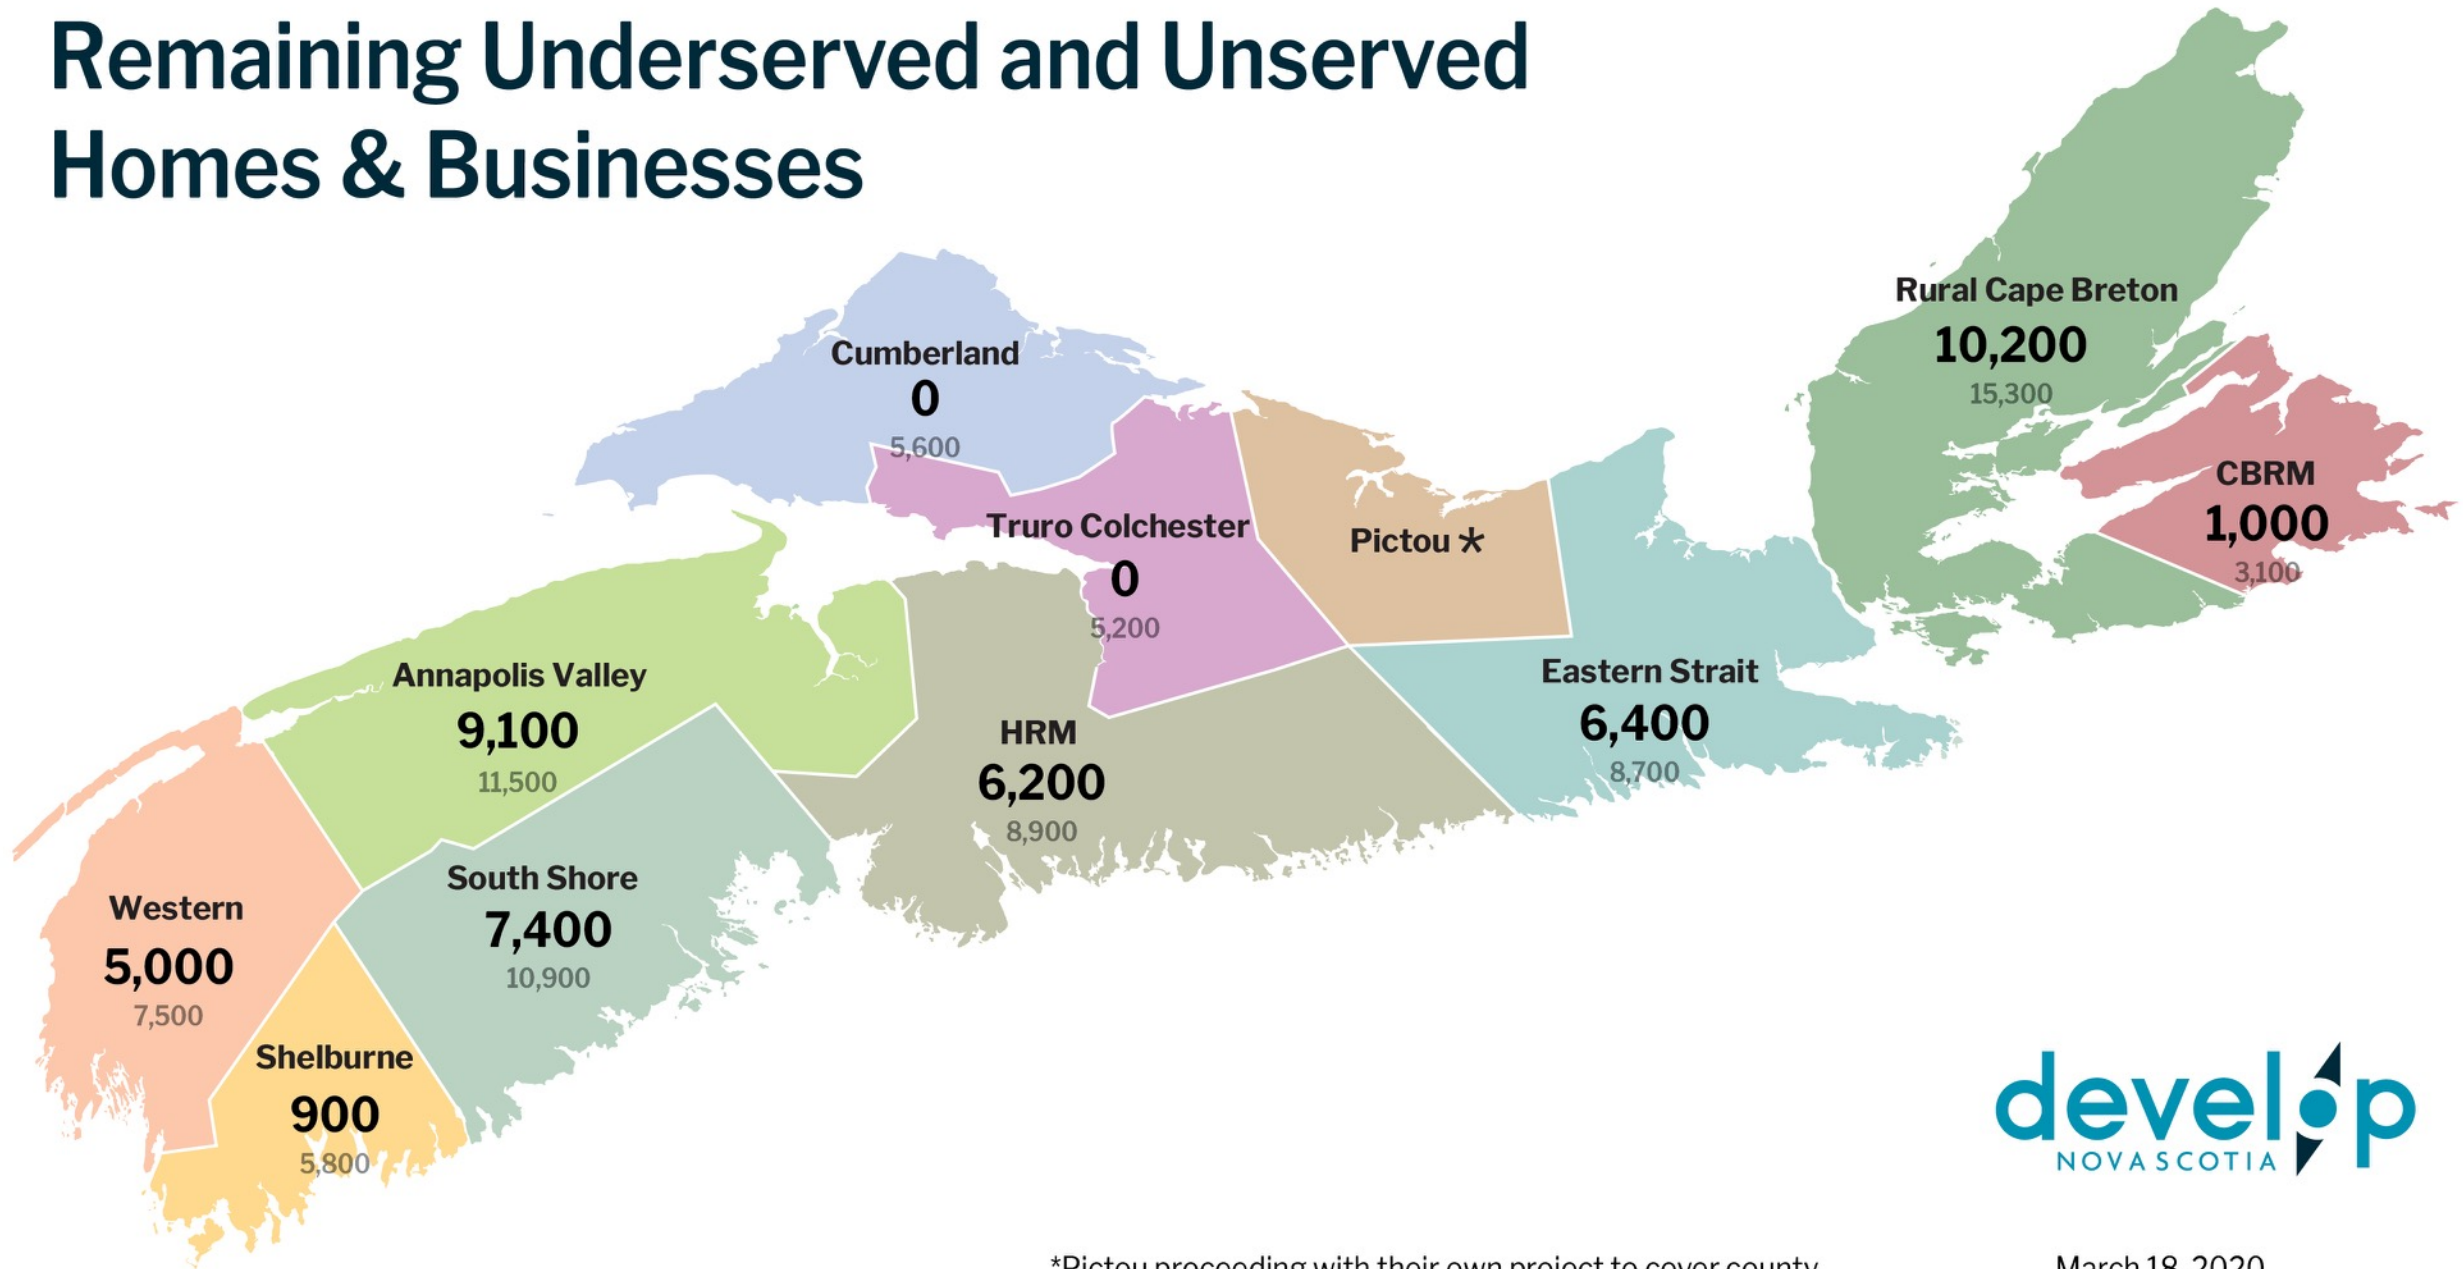 Remaining Underserved and Unserved
Homes & Businesses
Rural Cape Breton
10,200
15,300
Cumberland
0
5,600
CBRM
1,000
3,100
Truro Colchester
0
5,200
Pictou *
Annapolis Valley
9,100
11,500
Eastern Strait
6,400
8,700
HRM
6,200
8,900
South Shore
7,400
10,900
Western
5,000
7,500
Shelburne
900
5,800
develop
NOVA SCOTIA
*Pictou proceeding with their own project to cover county
March 18, 2020